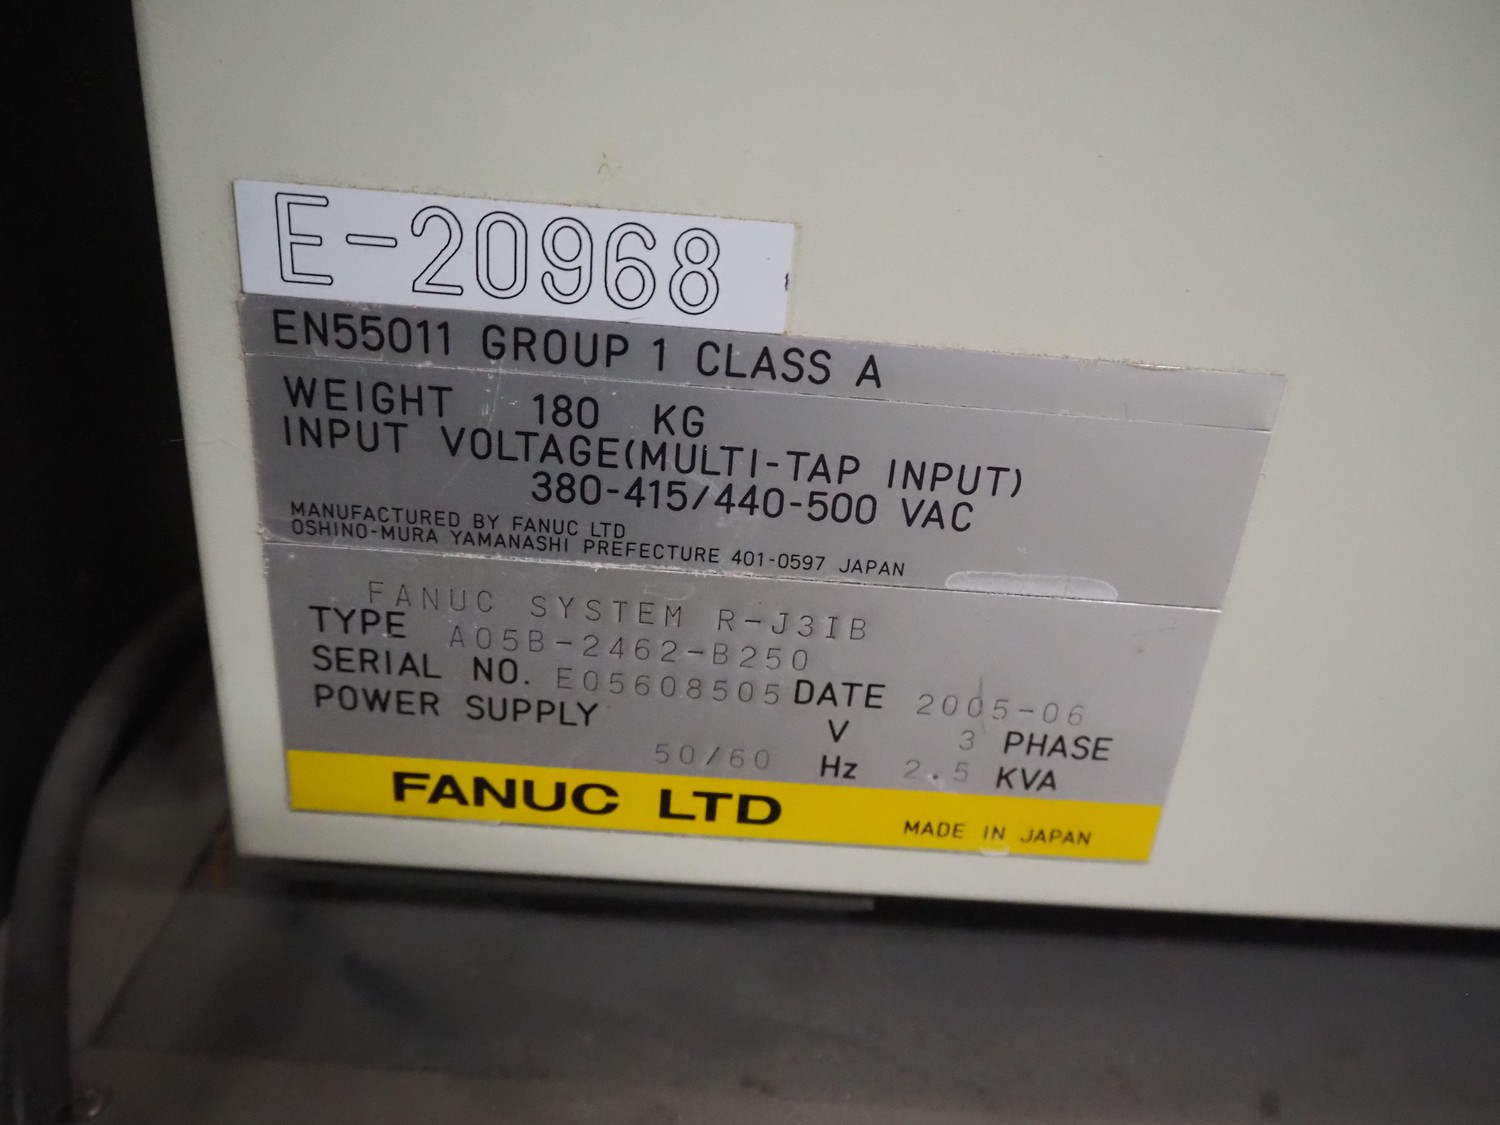 E-20968
EN55011 GROUP 1 CLASS A
WEIGHT 180 KG
INPUT VOLTAGE(MULTI-TAP INPUT)
380-415/440-500 VAC
MANUFACTURED BY FANUC LTD
OSHINO-MURA YAMANASHI PREFECTURE 401-0597 JAPAN
FANUC SYSTEM R-J3IB
TYPE A05B-2462-B250
SERIAL NO. E05608505 DATE 2005-06
POWER SUPPLY V 3 PHASE
50/60 Hz 2.5 KVA
FANUC LTD MADE IN JAPAN